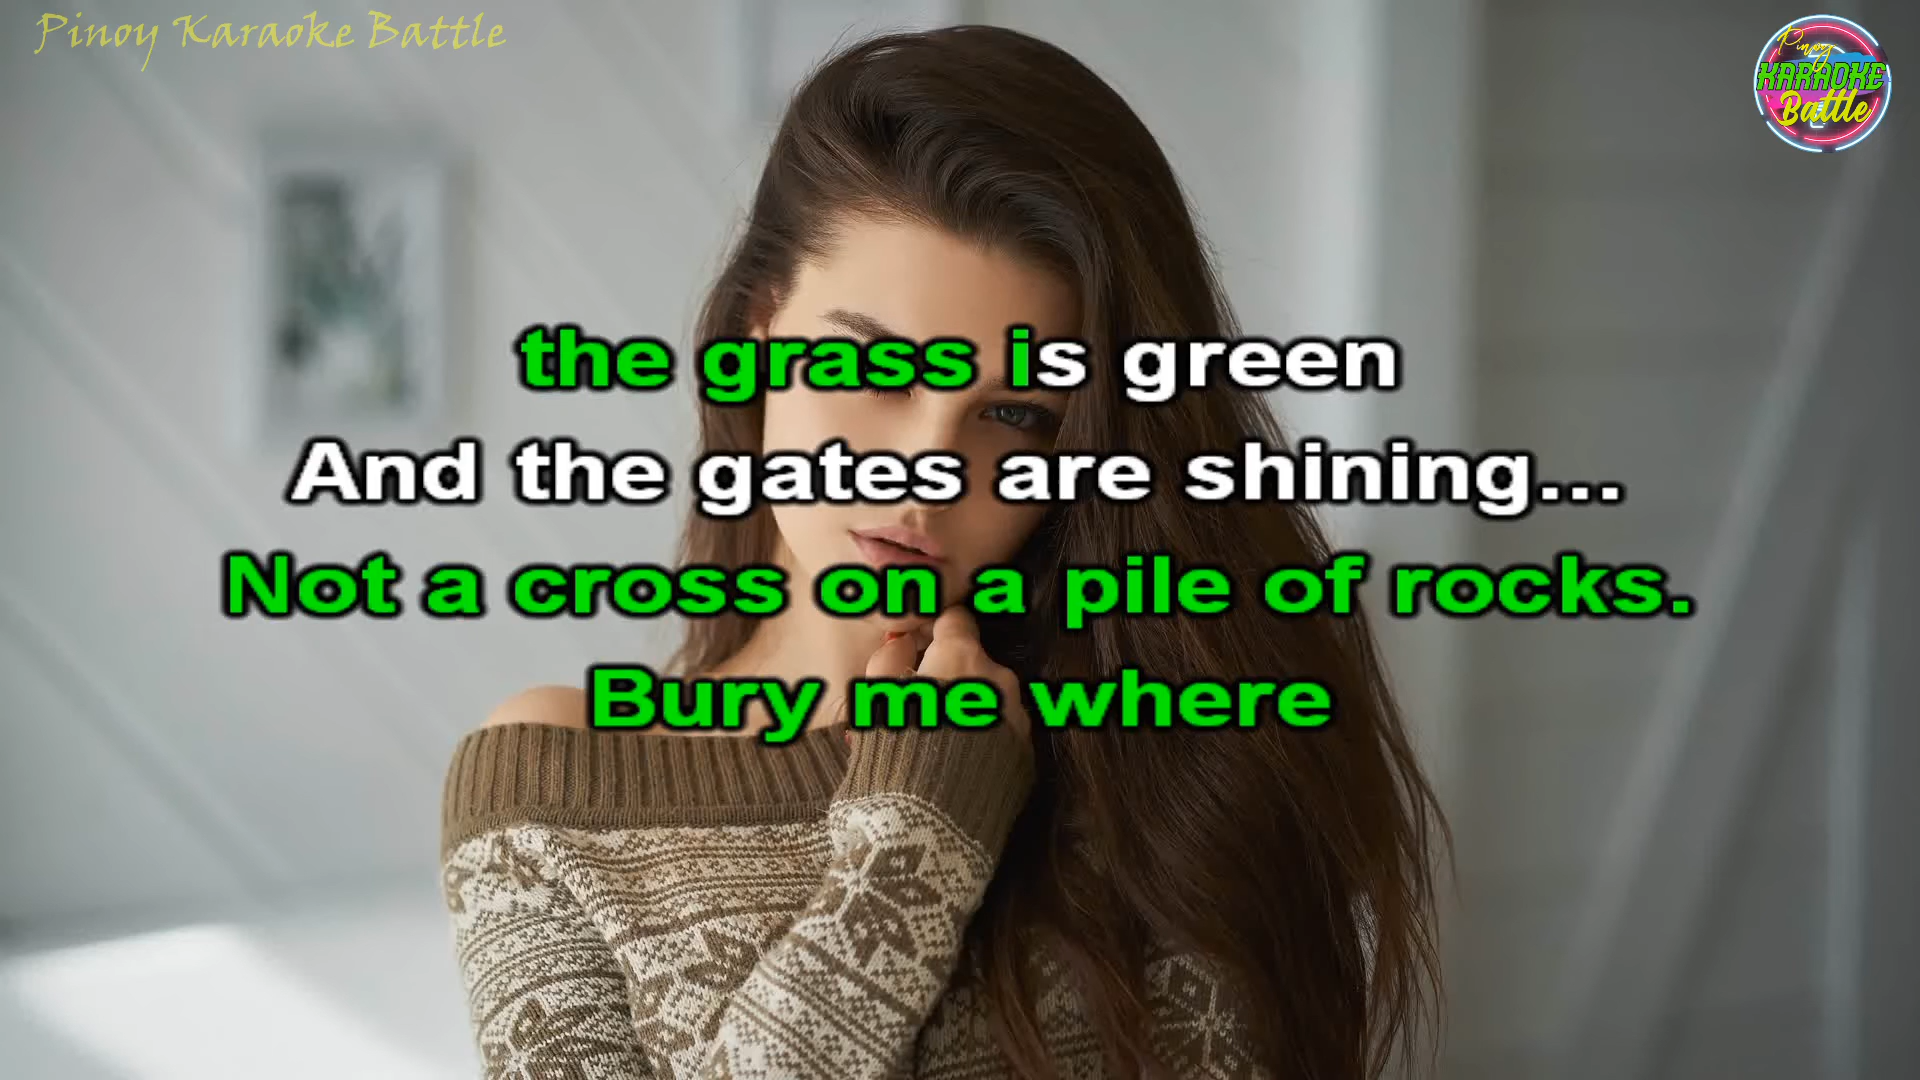 Pinoy Karaoke Battle
Pinoy
KARAOKE
Battle
the grass is green
And the gates are shining...
Not a cross on a pile of rocks.
Bury me where